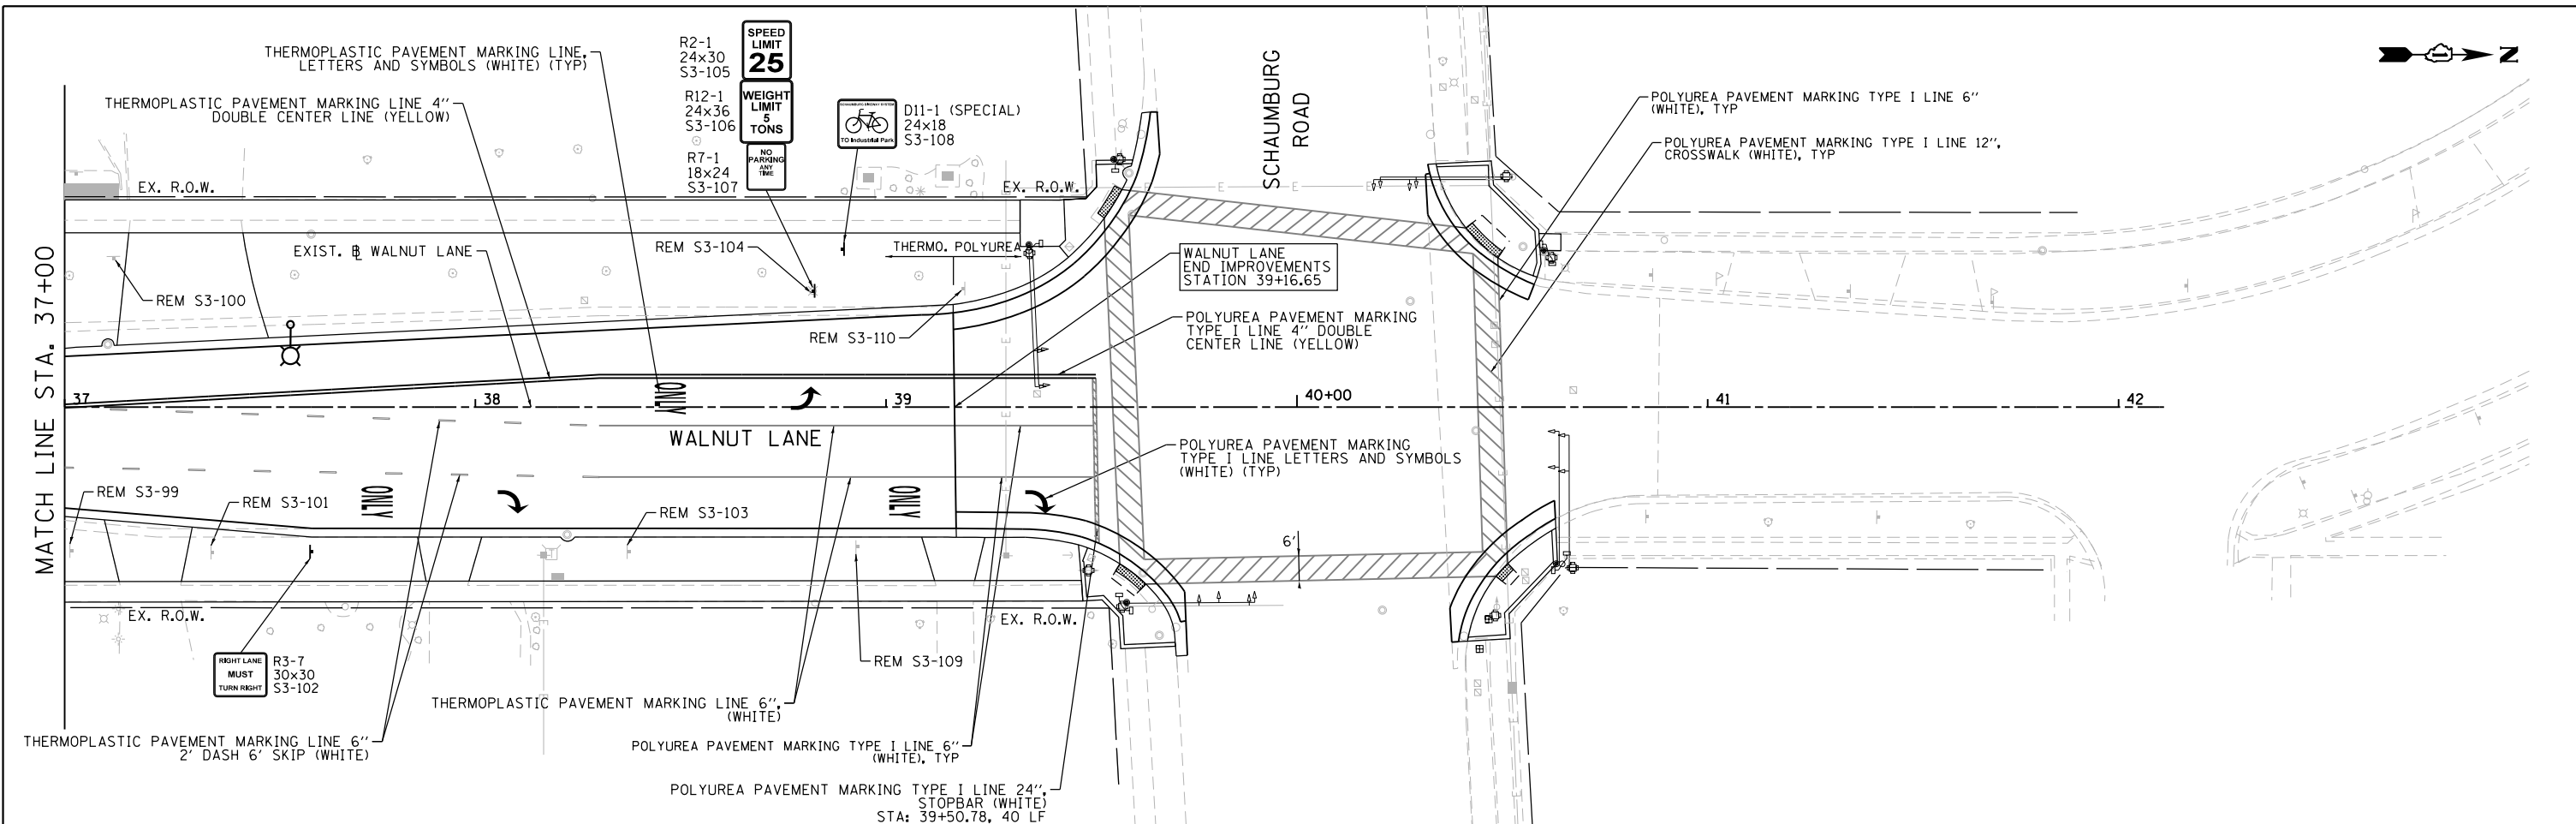 THERMOPLASTIC PAVEMENT MARKING LINE,
LETTERS AND SYMBOLS (WHITE) (TYP)
THERMOPLASTIC PAVEMENT MARKING LINE 4''
DOUBLE CENTER LINE (YELLOW)
R2-1
24x30
S3-105
SPEED
LIMIT
25
R12-1
24x36
S3-106
WEIGHT
LIMIT
5
TONS
R7-1
18x24
S3-107
NO
PARKING
ANY
TIME
TO Industrial Park
D11-1 (SPECIAL)
24x18
S3-108
SCHAUMBURG
ROAD
N
POLYUREA PAVEMENT MARKING TYPE I LINE 6''
(WHITE), TYP
POLYUREA PAVEMENT MARKING TYPE I LINE 12'',
CROSSWALK (WHITE), TYP
EX. R.O.W.
EX. R.O.W.
EXIST. B WALNUT LANE
REM S3-104
THERMO.
POLYUREA
WALNUT LANE
END IMPROVEMENTS
STATION 39+16.65
MATCH LINE STA. 37+00
REM S3-100
REM S3-110
POLYUREA PAVEMENT MARKING
TYPE I LINE 4'' DOUBLE
CENTER LINE (YELLOW)
ONLY
37
38
39
40+00
41
42
WALNUT LANE
POLYUREA PAVEMENT MARKING
TYPE I LINE LETTERS AND SYMBOLS
(WHITE) (TYP)
REM S3-99
REM S3-101
ONLY
REM S3-103
ONLY
6'
EX. R.O.W.
EX. R.O.W.
RIGHT LANE
MUST
TURN RIGHT
R3-7
30x30
S3-102
REM S3-109
THERMOPLASTIC PAVEMENT MARKING LINE 6'',
(WHITE)
THERMOPLASTIC PAVEMENT MARKING LINE 6''
2' DASH 6' SKIP (WHITE)
POLYUREA PAVEMENT MARKING TYPE I LINE 6''
(WHITE), TYP
POLYUREA PAVEMENT MARKING TYPE I LINE 24'',
STOPBAR (WHITE)
STA: 39+50.78, 40 LF